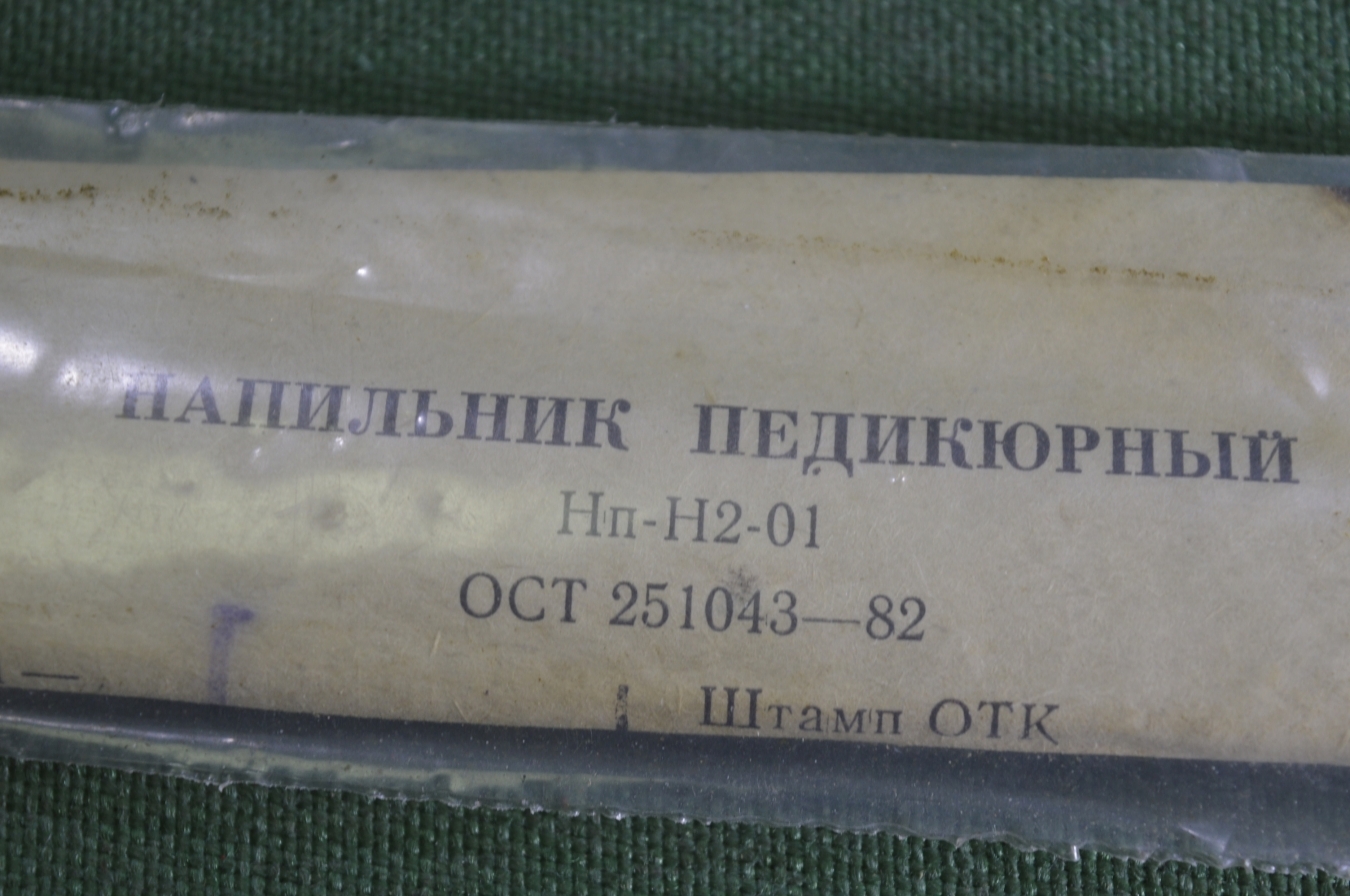 НАПИЛЬНИК ПЕДИКЮРНЫЙ
Нп-Н2-01
ОСТ 251043—82
Штамп ОТК